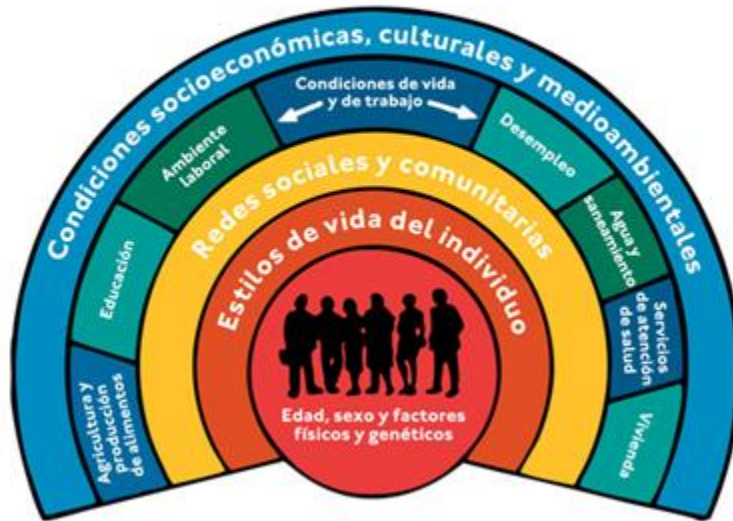 Condiciones socioeconómicas, culturales y medioambientales
Condiciones de vida
y de trabajo
Agricultura y
producción
de alimentos
Educación
Ambiente
laboral
Desempleo
Agua y
saneamiento
Servicios
de atención
de salud
Vivienda
Redes sociales y comunitarias
Estilos de vida del individuo
Edad, sexo y factores
físicos y genéticos